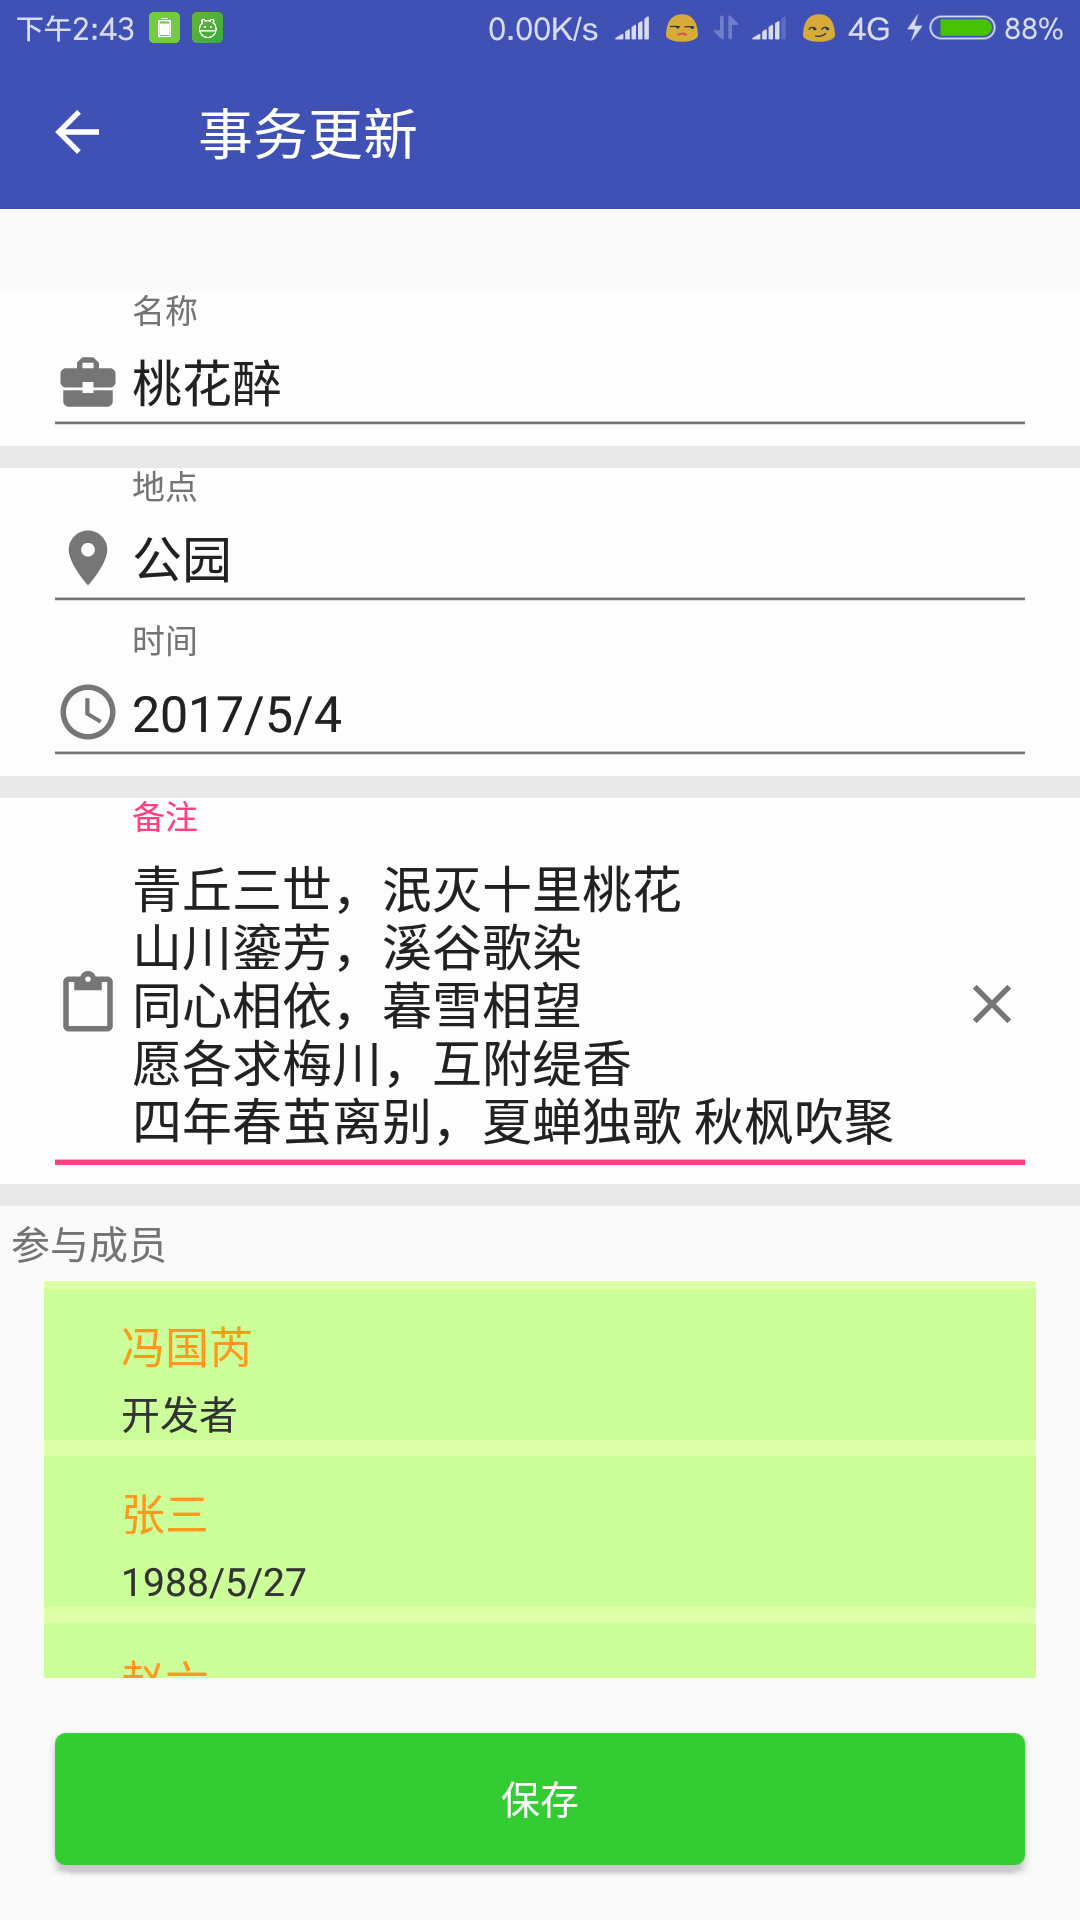 下午2:43 0.00K/s 4G 88%
事务更新
名称
桃花醉
地点
公园
时间
2017/5/4
备注
青丘三世，泯灭十里桃花
山川鎏芳，溪谷歌染
同心相依，暮雪相望
愿各求梅川，互附缇香
四年春茧离别，夏蝉独歌 秋枫吹聚
参与成员
冯国芮
开发者
张三
1988/5/27
赵六
保存